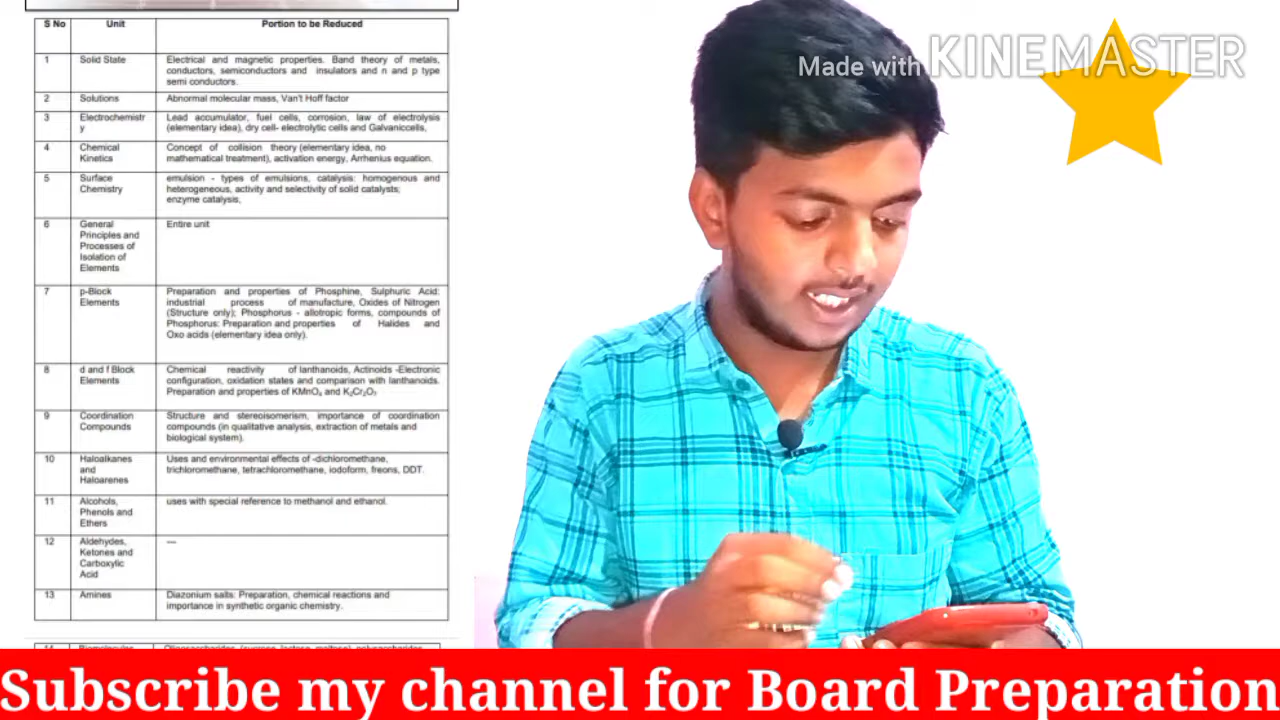 S No Unit Portion to be Reduced
1 Solid State Electrical and magnetic properties. Band theory of metals,
conductors, semiconductors and insulators and n and p type
semi conductors.
2 Solutions Abnormal molecular mass, Van't Hoff factor
3 Electrochemistr Lead accumulator, fuel cells, corrosion, law of electrolysis
y (elementary idea), dry cell- electrolytic cells and Galvaniccells,
4 Chemical Concept of collision theory (elementary idea, no
Kinetics mathematical treatment), activation energy, Arrhenius equation.
5 Surface emulsion - types of emulsions, catalysis: homogenous and
Chemistry heterogeneous, activity and selectivity of solid catalysts;
enzyme catalysis,
6 General Entire unit
Principles and
Processes of
Isolation of
Elements
7 p-Block Preparation and properties of Phosphine, Sulphuric Acid:
Elements industrial process of manufacture, Oxides of Nitrogen
(Structure only); Phosphorus - allotropic forms, compounds of
Phosphorus: Preparation and properties of Halides and
Oxo acids (elementary idea only).
8 d and f Block Chemical reactivity of lanthanoids, Actinoids -Electronic
Elements configuration, oxidation states and comparison with lanthanoids.
Preparation and properties of KMnO₄ and K₂Cr₂O₇
9 Coordination Structure and stereoisomerism, importance of coordination
Compounds compounds (in qualitative analysis, extraction of metals and
biological system).
10 Haloalkanes Uses and environmental effects of -dichloromethane,
and trichloromethane, tetrachloromethane, iodoform, freons, DDT.
Haloarenes
11 Alcohols, uses with special reference to methanol and ethanol.
Phenols and
Ethers
12 Aldehydes, —
Ketones and
Carboxylic
Acid
13 Amines Diazonium salts: Preparation, chemical reactions and
importance in synthetic organic chemistry.
14 Biomolecules Oligosaccharides (sucrose, lactose, maltose), polysaccharides
Made with KINEMASTER
Subscribe my channel for Board Preparation